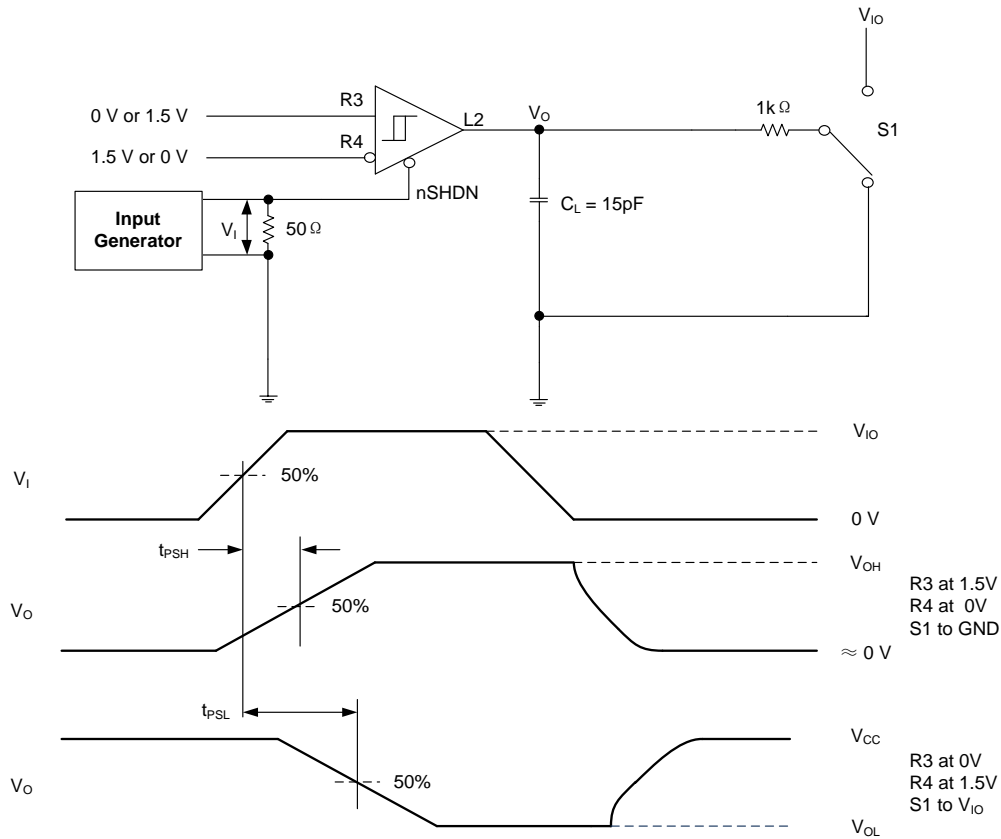 V_IO
R3
0 V or 1.5 V
L2
V_O
1k Ω
S1
R4
1.5 V or 0 V
nSHDN
Input
Generator
V_I
50 Ω
C_L = 15pF
V_IO
V_I
50%
0 V
t_PSH
V_OH
R3 at 1.5V
R4 at 0V
S1 to GND
V_O
50%
≈ 0 V
t_PSL
V_CC
R3 at 0V
R4 at 1.5V
S1 to V_IO
V_O
50%
V_OL